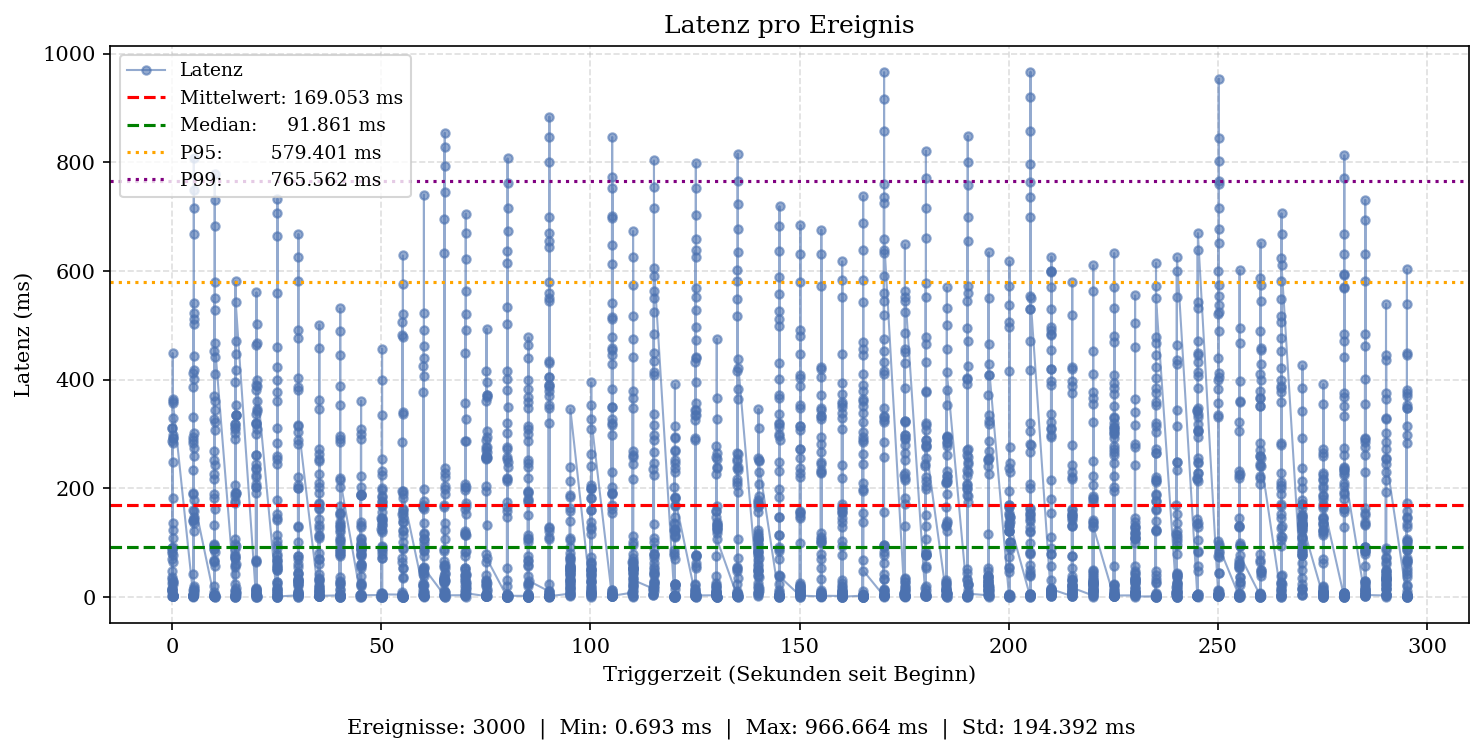 Latenz pro Ereignis
1000
800
600
400
200
0
Latenz (ms)
Latenz
Mittelwert: 169.053 ms
Median: 91.861 ms
P95: 579.401 ms
P99: 765.562 ms
0 50 100 150 200 250 300
Triggerzeit (Sekunden seit Beginn)
Ereignisse: 3000 | Min: 0.693 ms | Max: 966.664 ms | Std: 194.392 ms